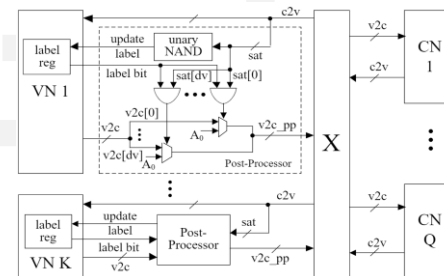 c2v
update
unary
NAND
sat
label
reg
label
label bit
sat[dv]
sat[0]
VN 1
v2c[0]
v2c
A₀
v2c_pp
v2c[dv]
A₀
Post-Processor
X
v2c
CN
1
c2v
c2v
update
sat
label
reg
label
label bit
v2c
Post-
Processor
v2c_pp
VN K
v2c
CN
Q
c2v